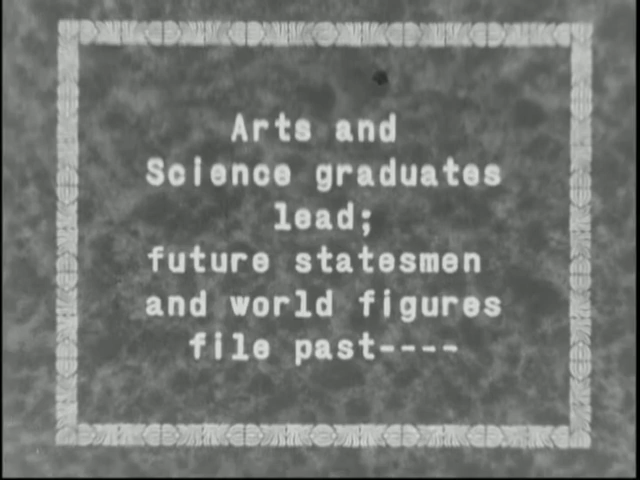 Arts and
Science graduates
lead;
future statesmen
and world figures
file past----